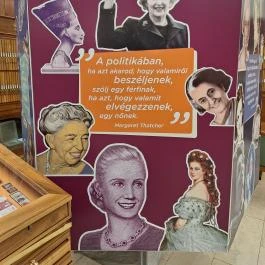 „A politikában,
ha azt akarod, hogy valamiről
beszéljenek,
szólj egy férfinak,
ha azt, hogy valamit
elvégezzenek,
egy nőnek.”
Margaret Thatcher